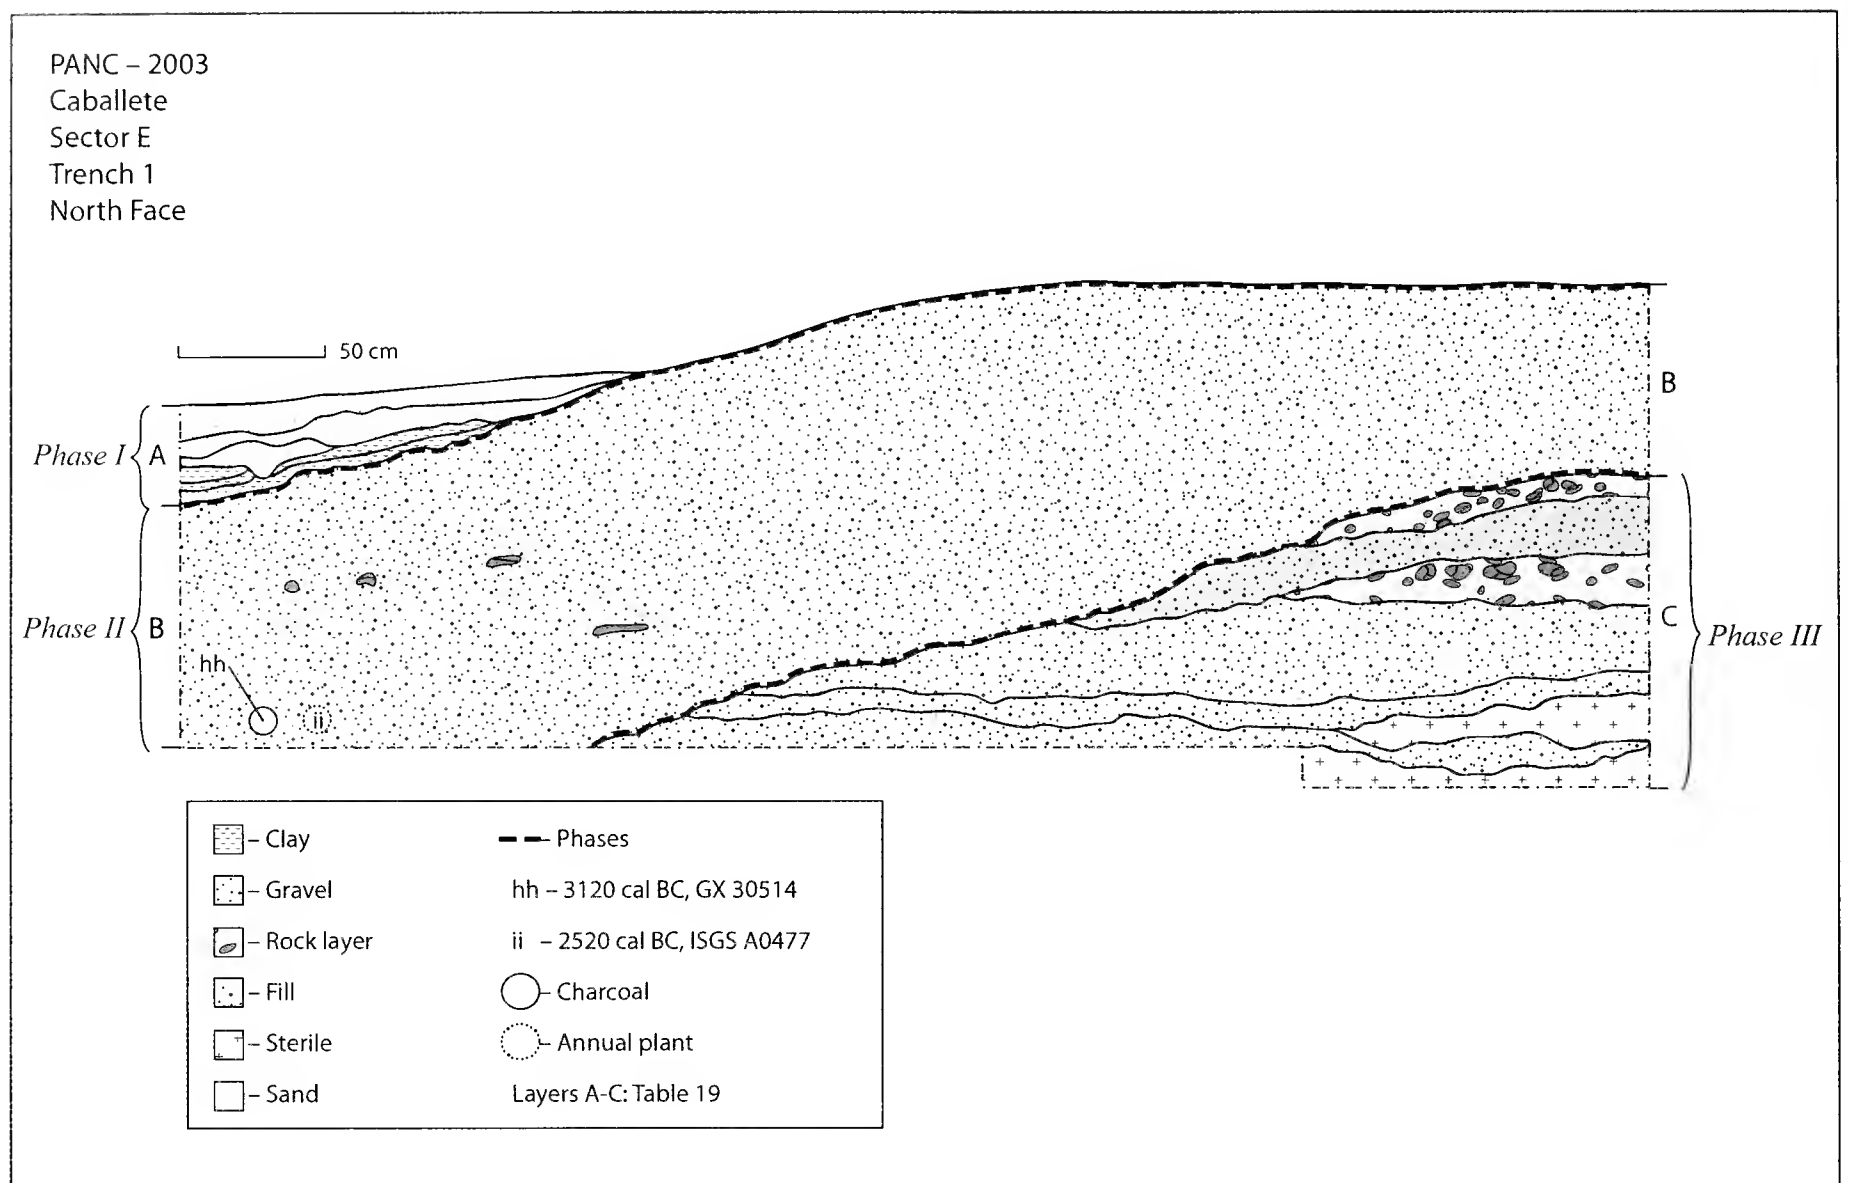 PANC – 2003
Caballete
Sector E
Trench 1
North Face
50 cm
B
Phase I
A
Phase II
B
C
Phase III
hh
ii
– Clay
– Gravel
– Rock layer
– Fill
– Sterile
– Sand
– Phases
hh – 3120 cal BC, GX 30514
ii – 2520 cal BC, ISGS A0477
– Charcoal
– Annual plant
Layers A-C: Table 19